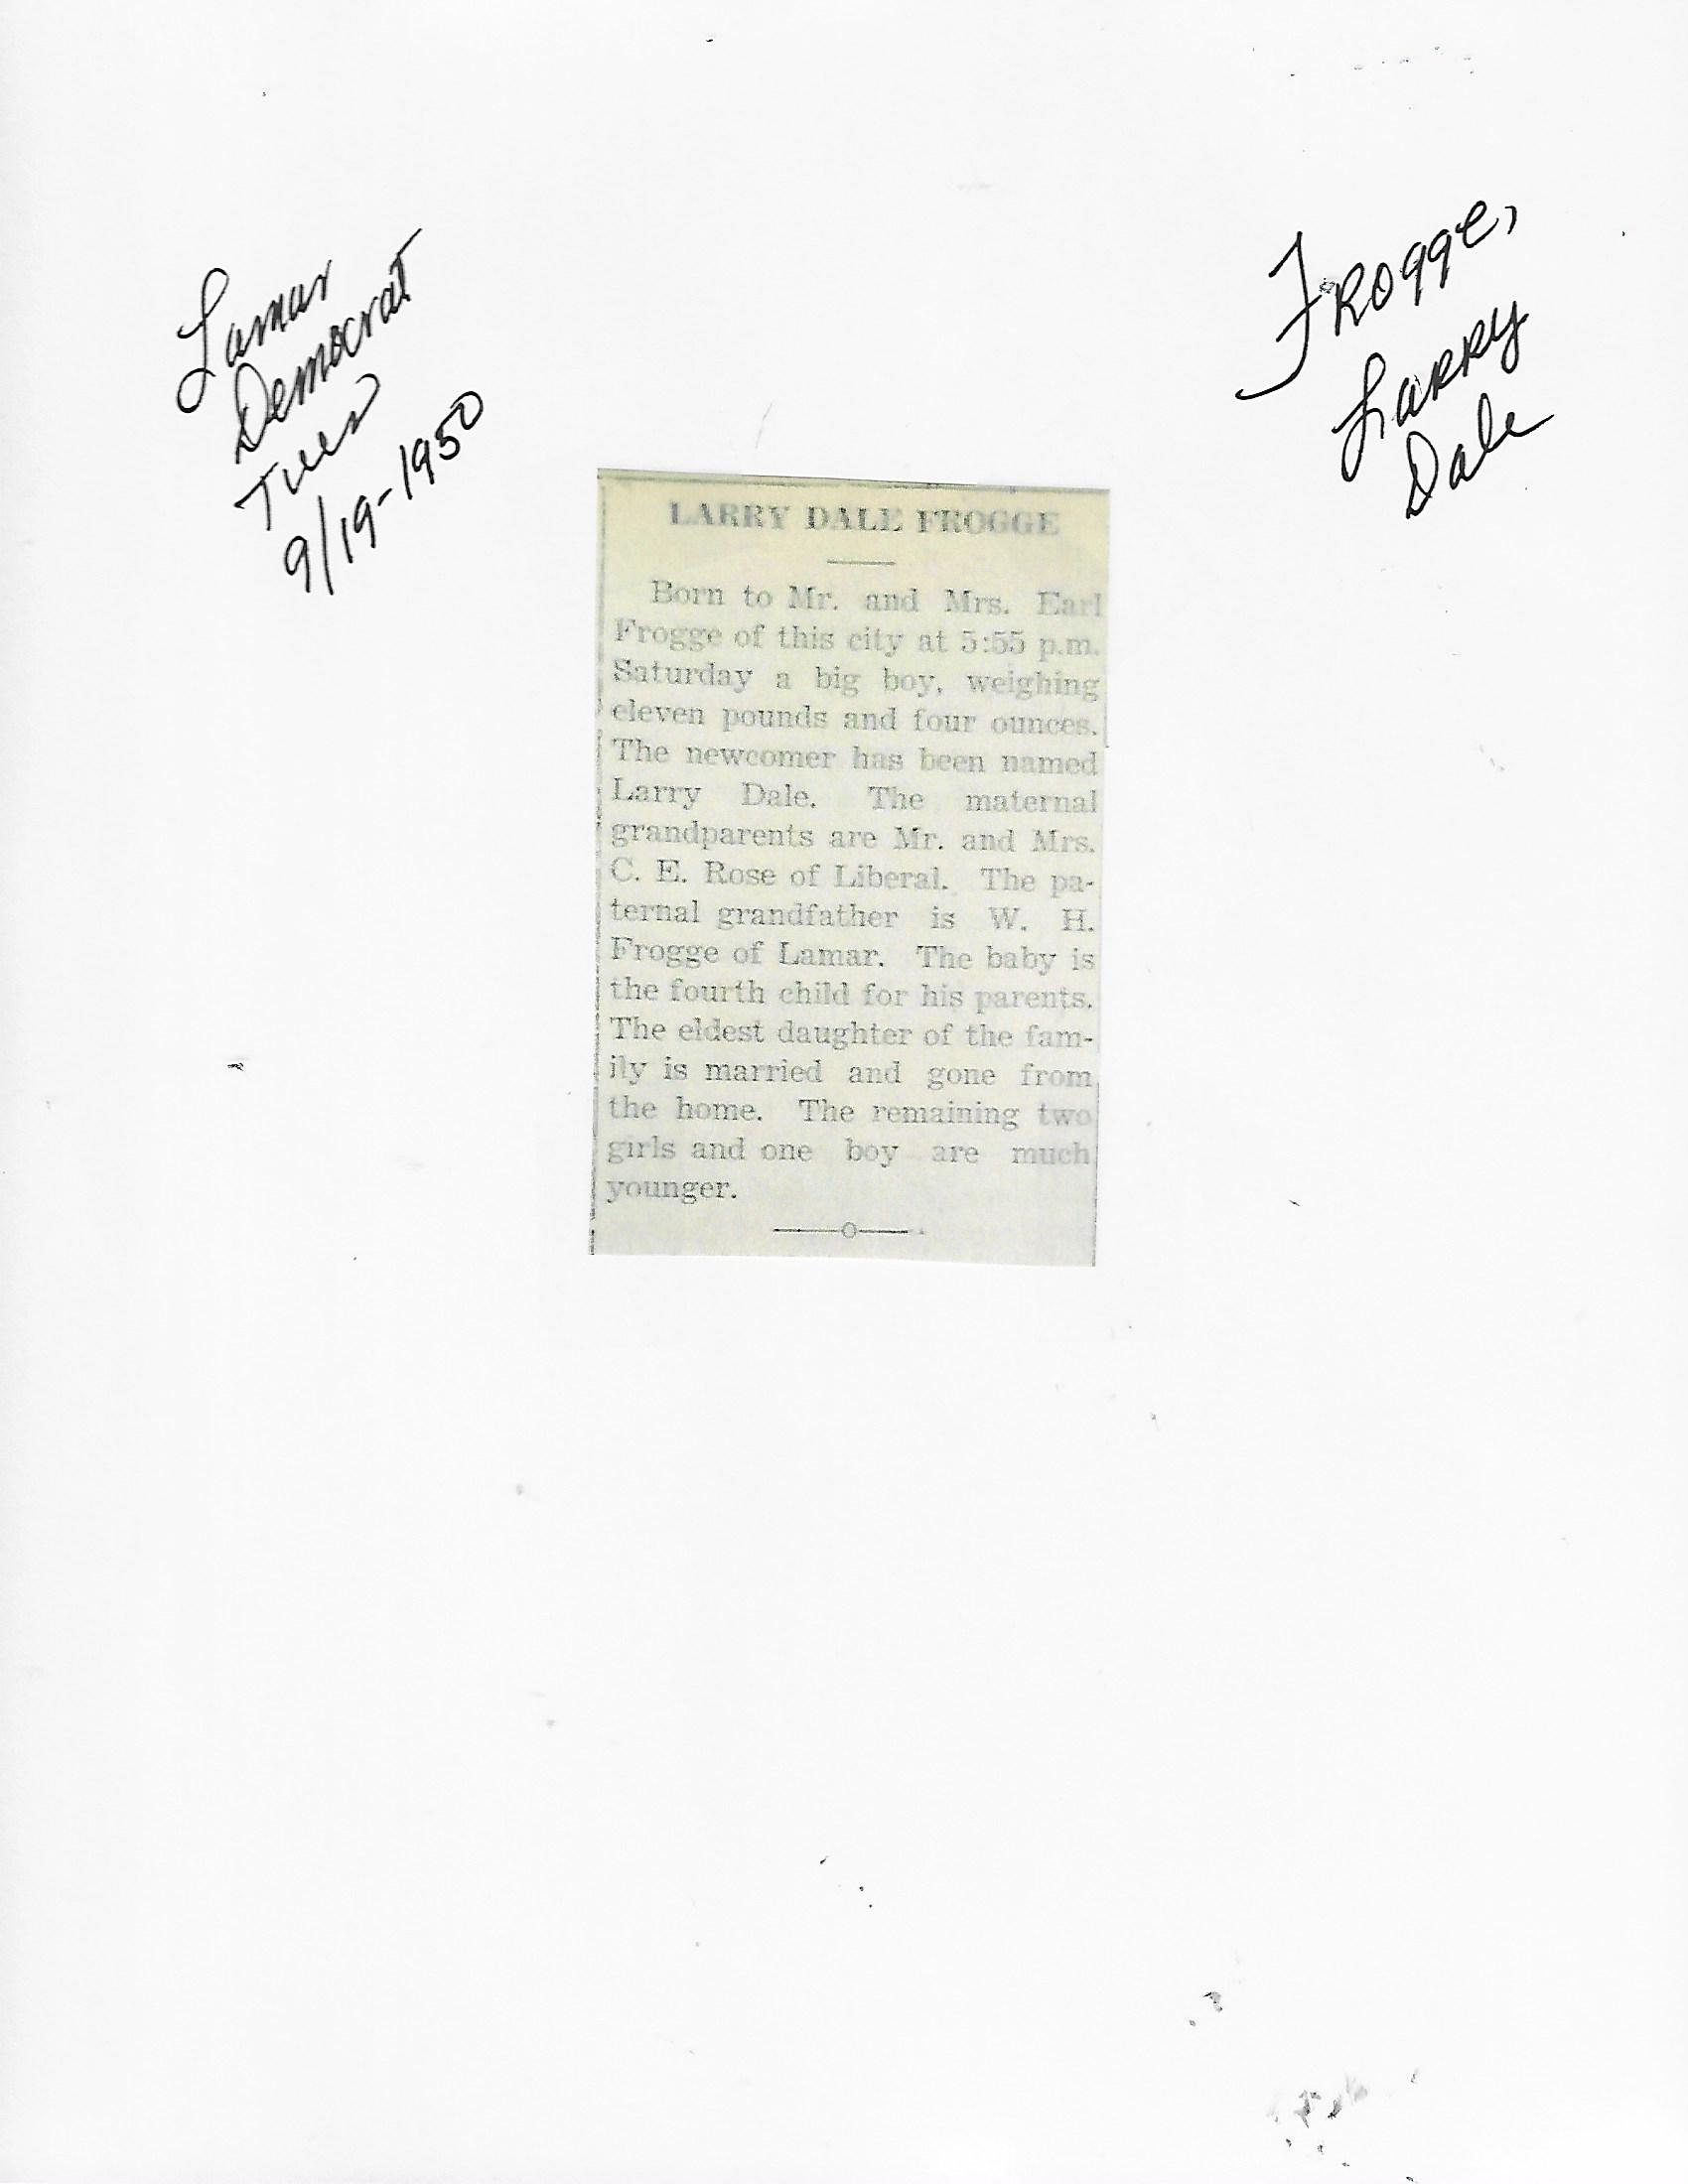 Lamar
Democrat
Tues
9/19-1950
FROgge,
Larry
Dale
LARRY DALE FROGGE
Born to Mr. and Mrs. Earl
Frogge of this city at 5:55 p.m.
Saturday a big boy, weighing
eleven pounds and four ounces.
The newcomer has been named
Larry Dale. The maternal
grandparents are Mr. and Mrs.
C. E. Rose of Liberal. The pa-
ternal grandfather is W. H.
Frogge of Lamar. The baby is
the fourth child for his parents.
The eldest daughter of the fam-
ily is married and gone from
the home. The remaining two
girls and one boy are much
younger.